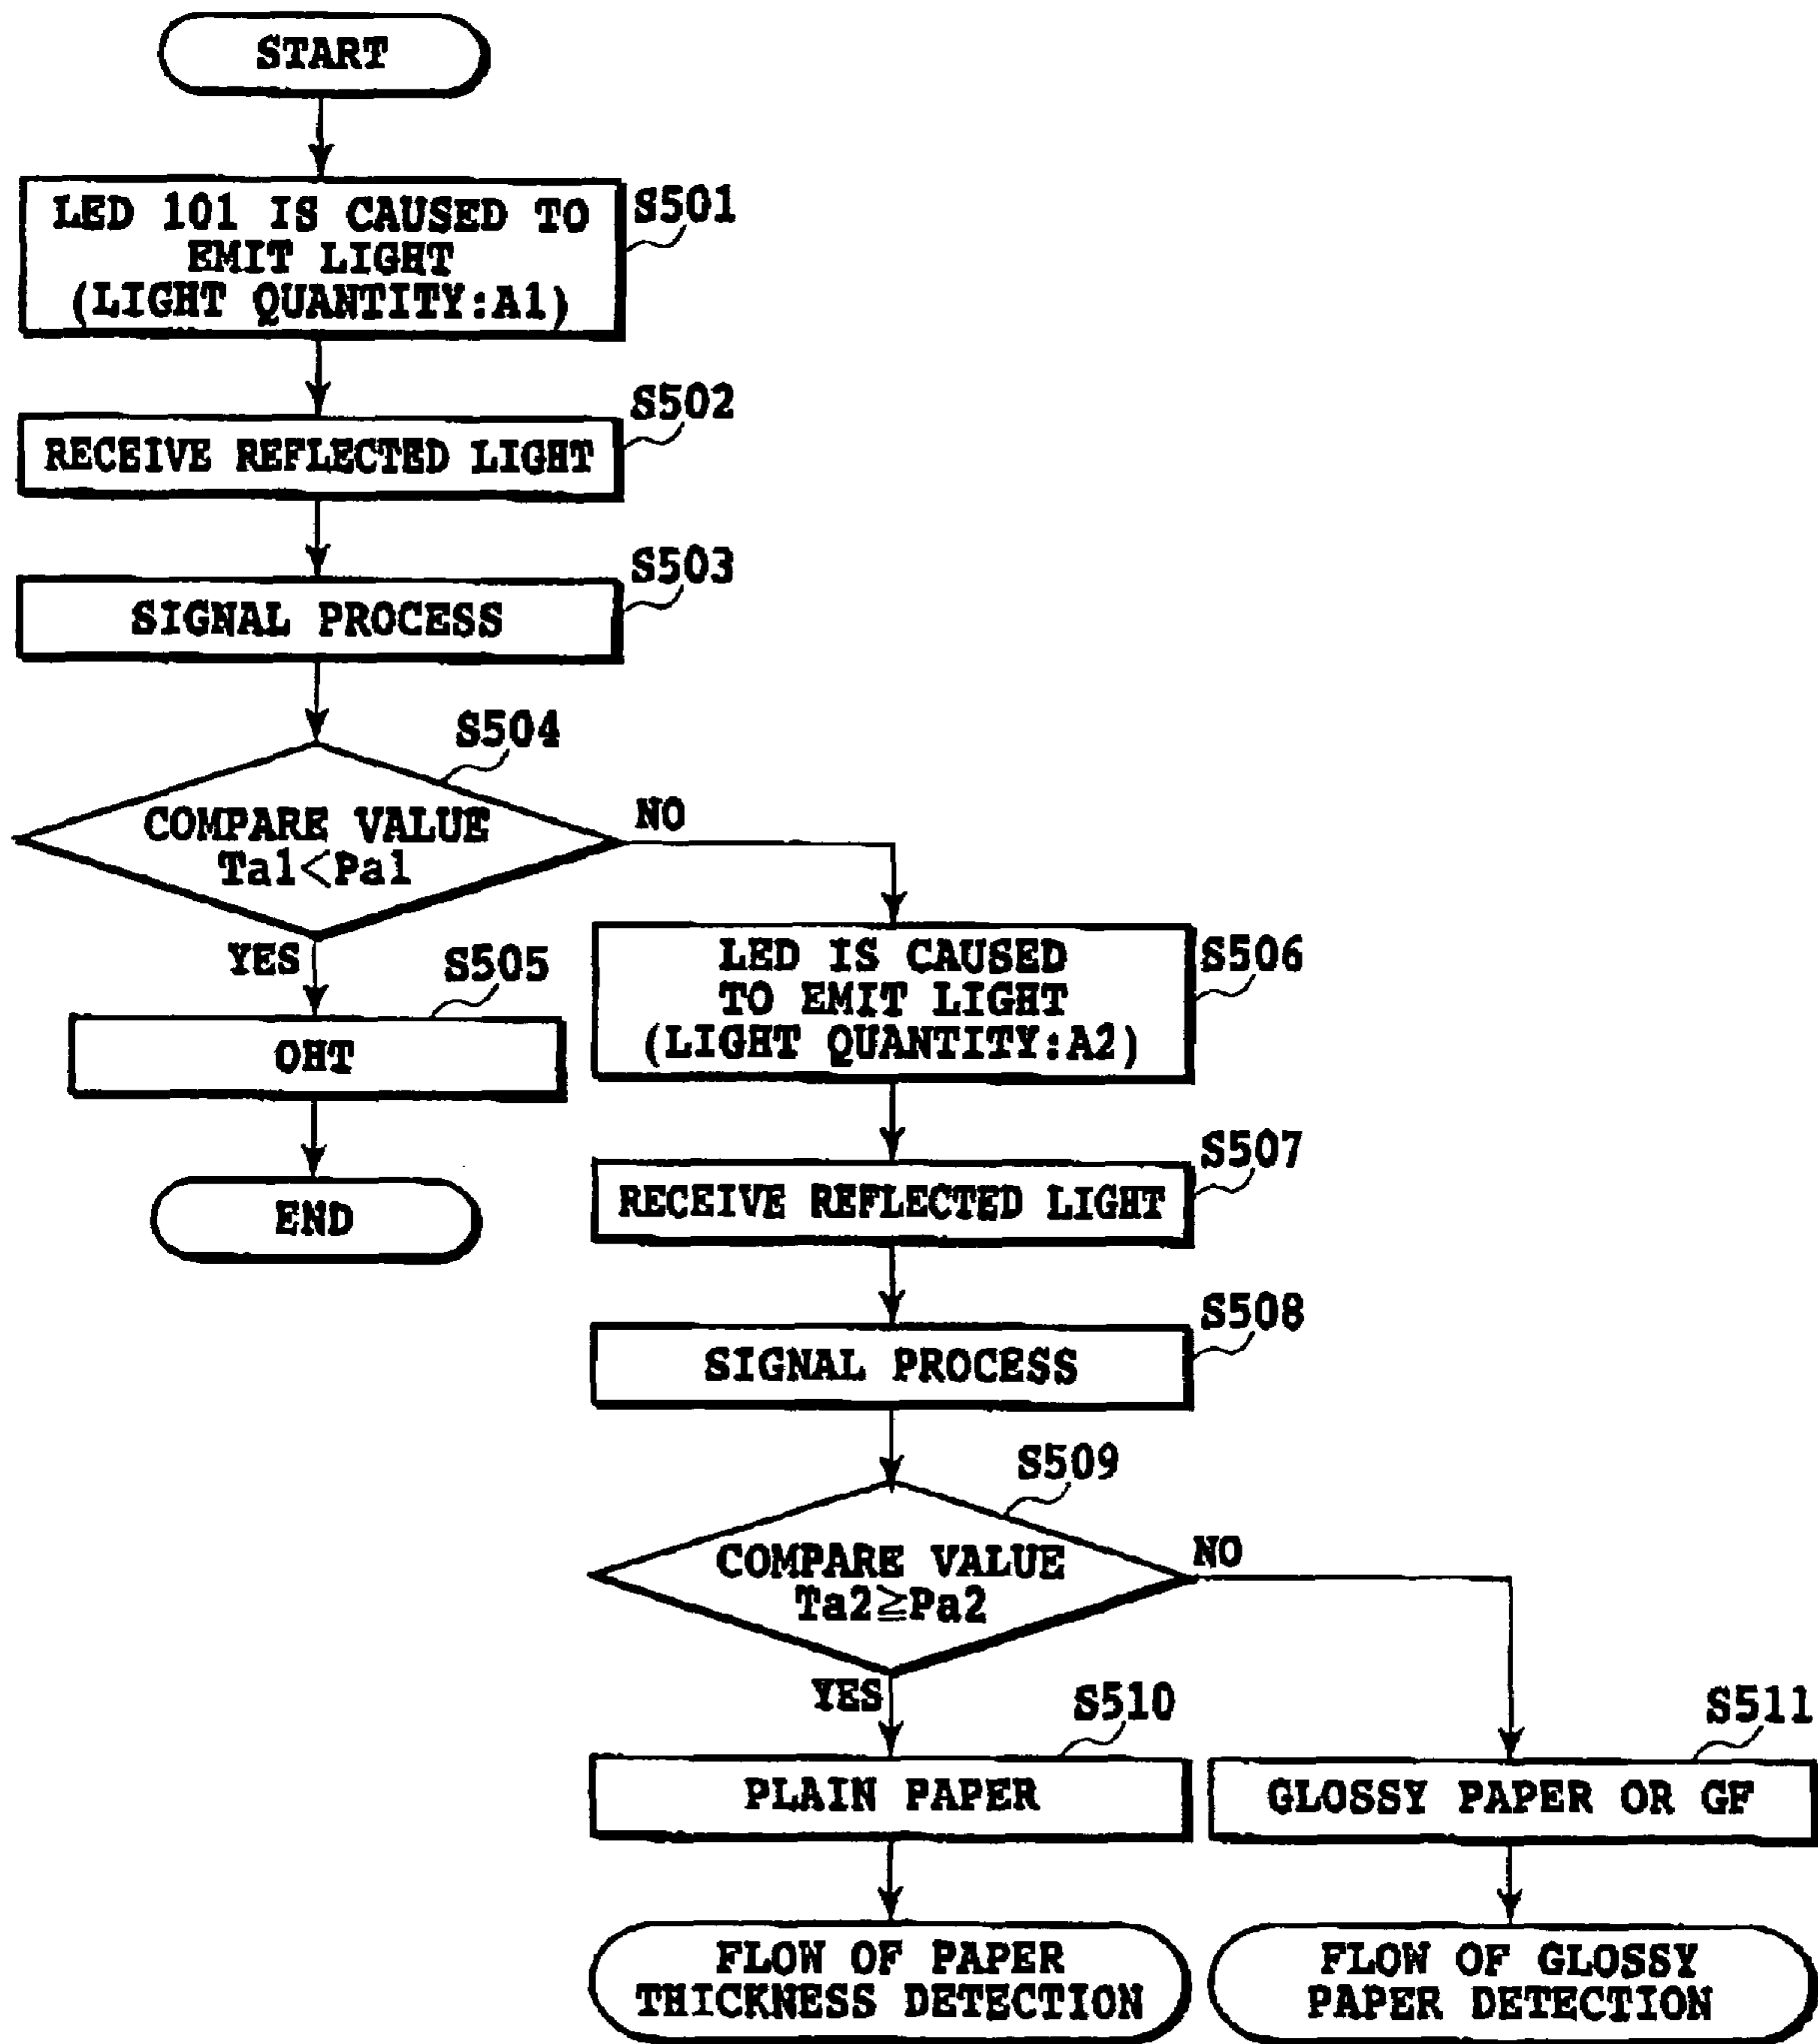 START
LED 101 IS CAUSED TO
EMIT LIGHT
(LIGHT QUANTITY:A1)
S501
RECEIVE REFLECTED LIGHT
S502
SIGNAL PROCESS
S503
COMPARE VALUE
Ta1<Pa1
S504
NO
YES
OHT
S505
END
LED IS CAUSED
TO EMIT LIGHT
(LIGHT QUANTITY:A2)
S506
RECEIVE REFLECTED LIGHT
S507
SIGNAL PROCESS
S508
COMPARE VALUE
Ta2≧Pa2
S509
NO
YES
PLAIN PAPER
S510
GLOSSY PAPER OR GF
S511
FLOW OF PAPER
THICKNESS DETECTION
FLOW OF GLOSSY
PAPER DETECTION